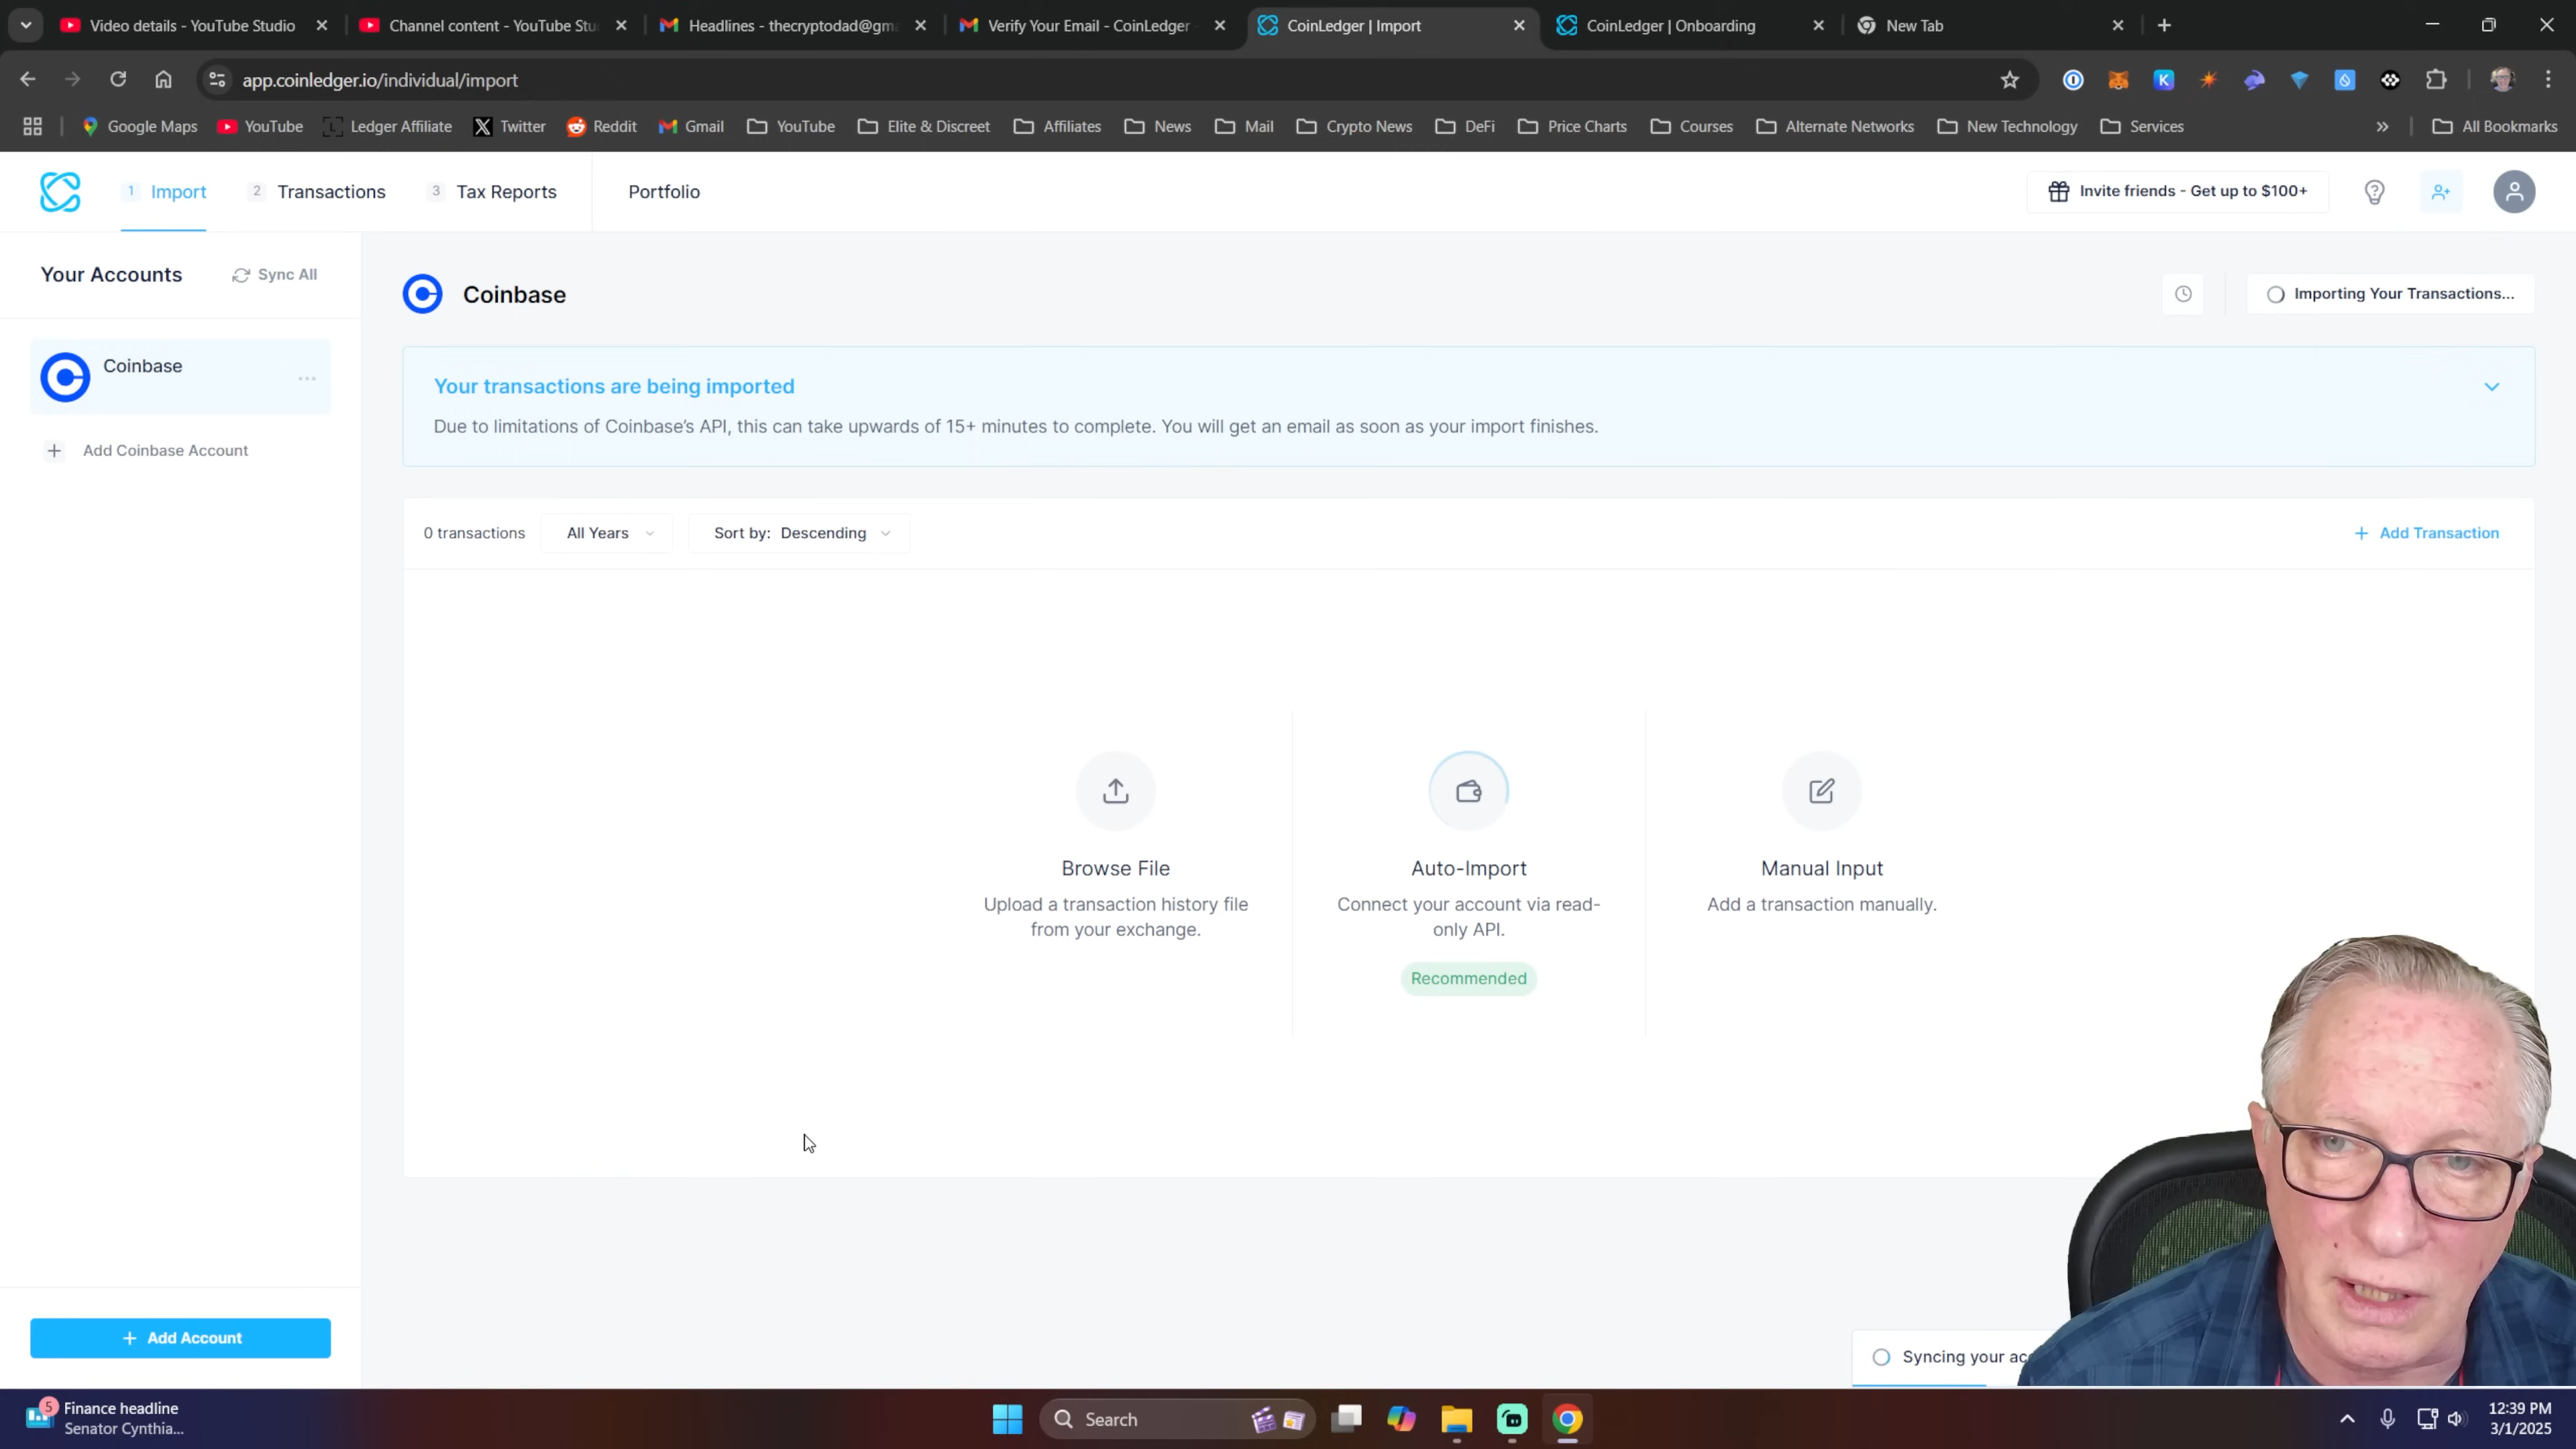 Video details - YouTube Studio
Channel content - YouTube Stu
Headlines - thecryptodad@gma
Verify Your Email - CoinLedger -
CoinLedger | Import
CoinLedger | Onboarding
New Tab
app.coinledger.io/individual/import
Google Maps
YouTube
Ledger Affiliate
Twitter
Reddit
Gmail
YouTube
Elite & Discreet
Affiliates
News
Mail
Crypto News
DeFi
Price Charts
Courses
Alternate Networks
New Technology
Services
All Bookmarks
1 Import
2 Transactions
3 Tax Reports
Portfolio
Invite friends - Get up to $100+
Your Accounts
Sync All
Coinbase
Importing Your Transactions...
Coinbase
Add Coinbase Account
Your transactions are being imported
Due to limitations of Coinbase's API, this can take upwards of 15+ minutes to complete. You will get an email as soon as your import finishes.
0 transactions
All Years
Sort by: Descending
Add Transaction
Browse File
Upload a transaction history file
from your exchange.
Auto-Import
Connect your account via read-
only API.
Recommended
Manual Input
Add a transaction manually.
Add Account
Syncing your acc
5
Finance headline
Senator Cynthia...
Search
12:39 PM
3/1/2025